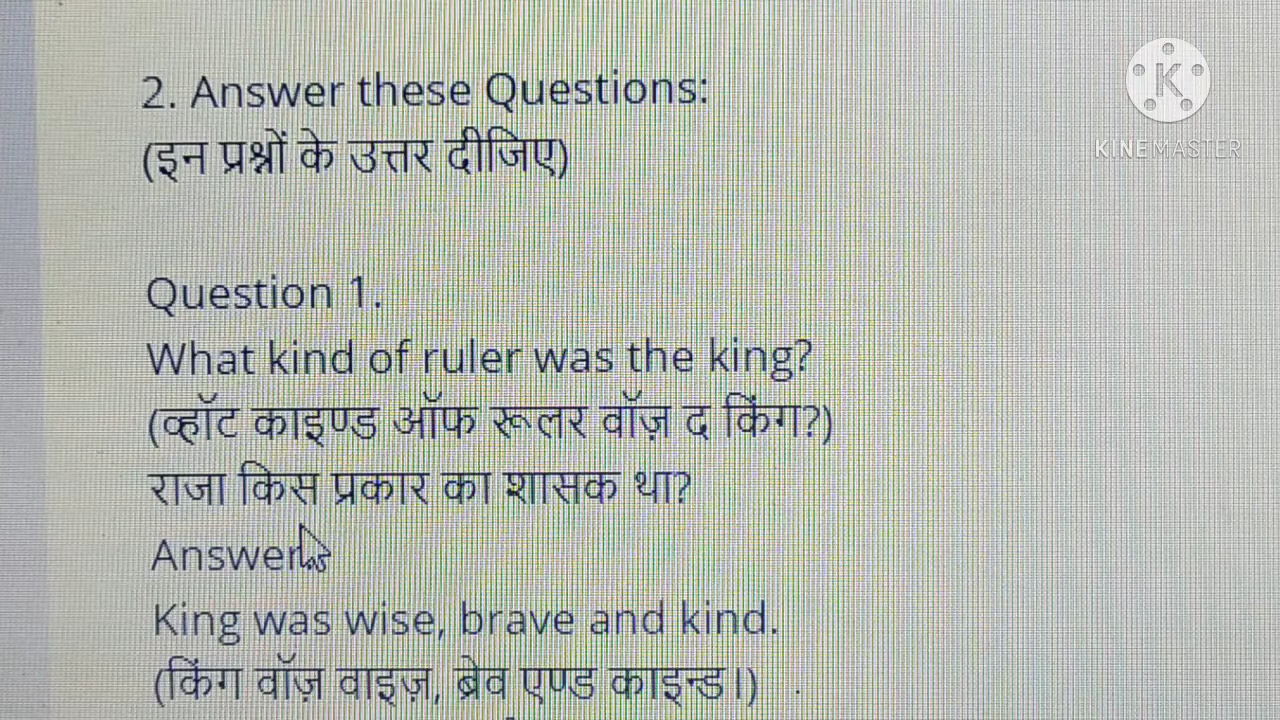 2. Answer these Questions:
(इन प्रश्नों के उत्तर दीजिए)
K
KINEMASTER
Question 1.
What kind of ruler was the king?
(व्हॉट काइण्ड ऑफ रूलर वॉज़ द किंग?)
राजा किस प्रकार का शासक था?
Answer
King was wise, brave and kind.
(किंग वॉज़ वाइज़, ब्रेव एण्ड काइन्ड।)